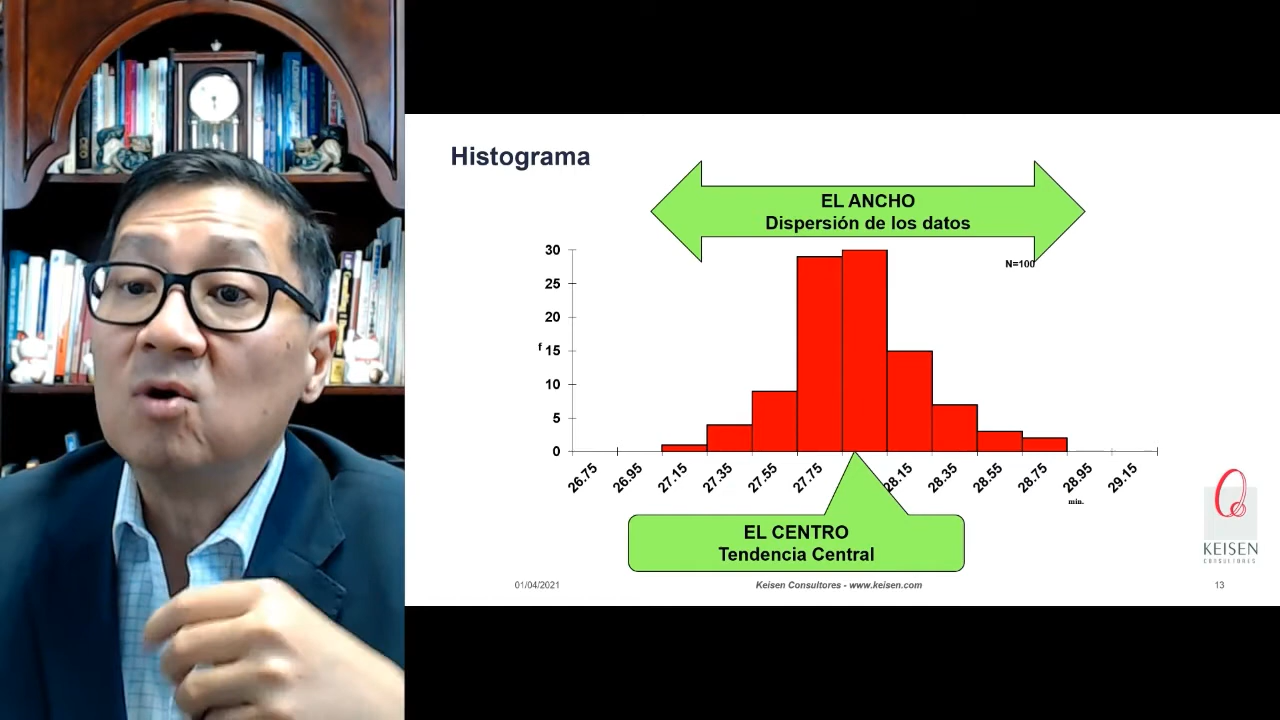 Histograma
EL ANCHO
Dispersión de los datos
N=100
30
25
20
f
15
10
5
0
26.75
26.95
27.15
27.35
27.55
27.75
28.15
28.35
28.55
28.75
28.95
29.15
min.
EL CENTRO
Tendencia Central
KEISEN
CONSULTORES
01/04/2021
Keisen Consultores - www.keisen.com
13